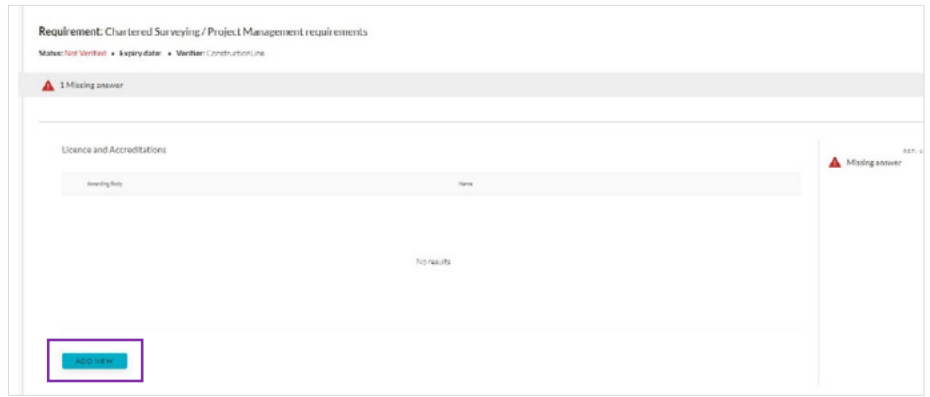 Requirement: Chartered Surveying / Project Management requirements
Status: Not Verified • Expiry date: • Verifier: Constructionline
1 Missing answer
Licence and Accreditations
REF:
Missing answer
Awarding Body Name
No results
ADD NEW